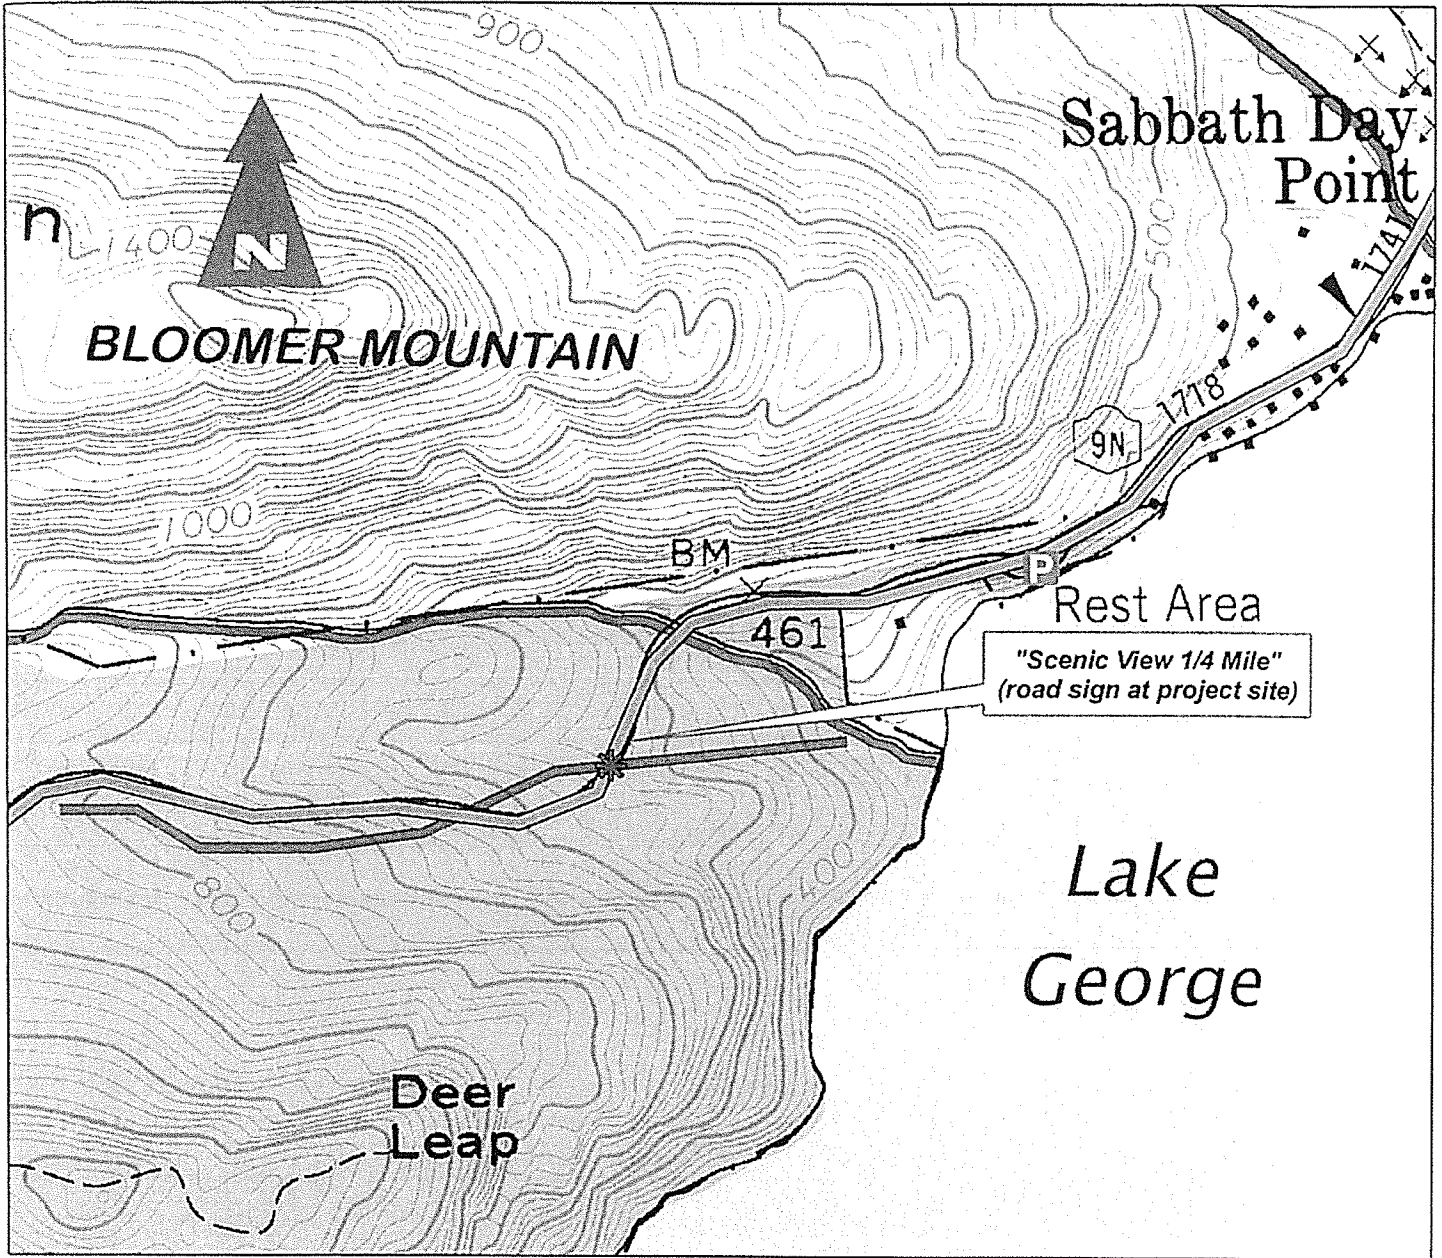 900
Sabbath Day
Point
n
1400
N
500
1741
BLOOMER MOUNTAIN
1718
9N
1000
BM
P
Rest Area
461
"Scenic View 1/4 Mile"
(road sign at project site)
800
400
Lake
George
Deer
Leap